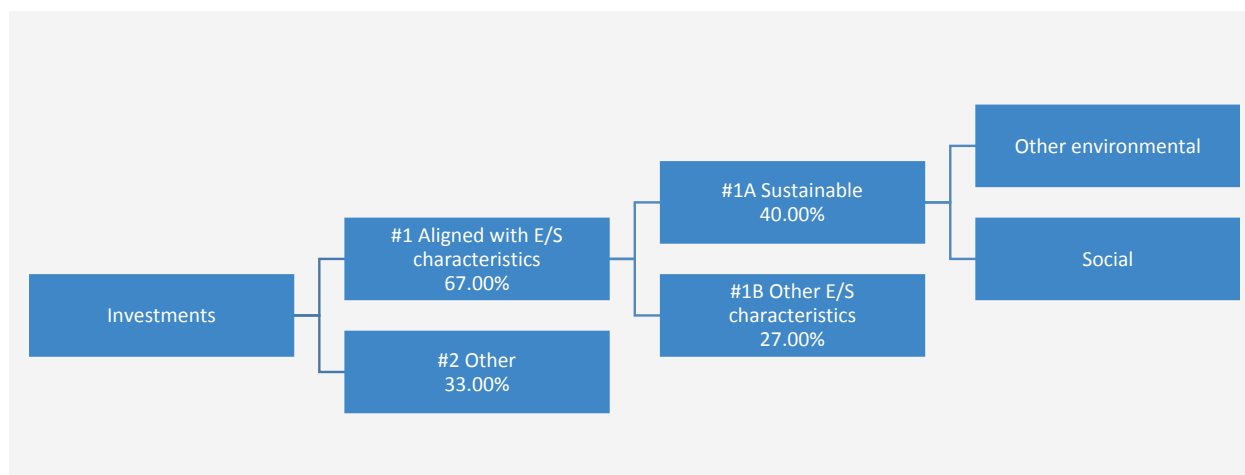 Investments
#1 Aligned with E/S
characteristics
67.00%
#2 Other
33.00%
#1A Sustainable
40.00%
#1B Other E/S
characteristics
27.00%
Other environmental
Social